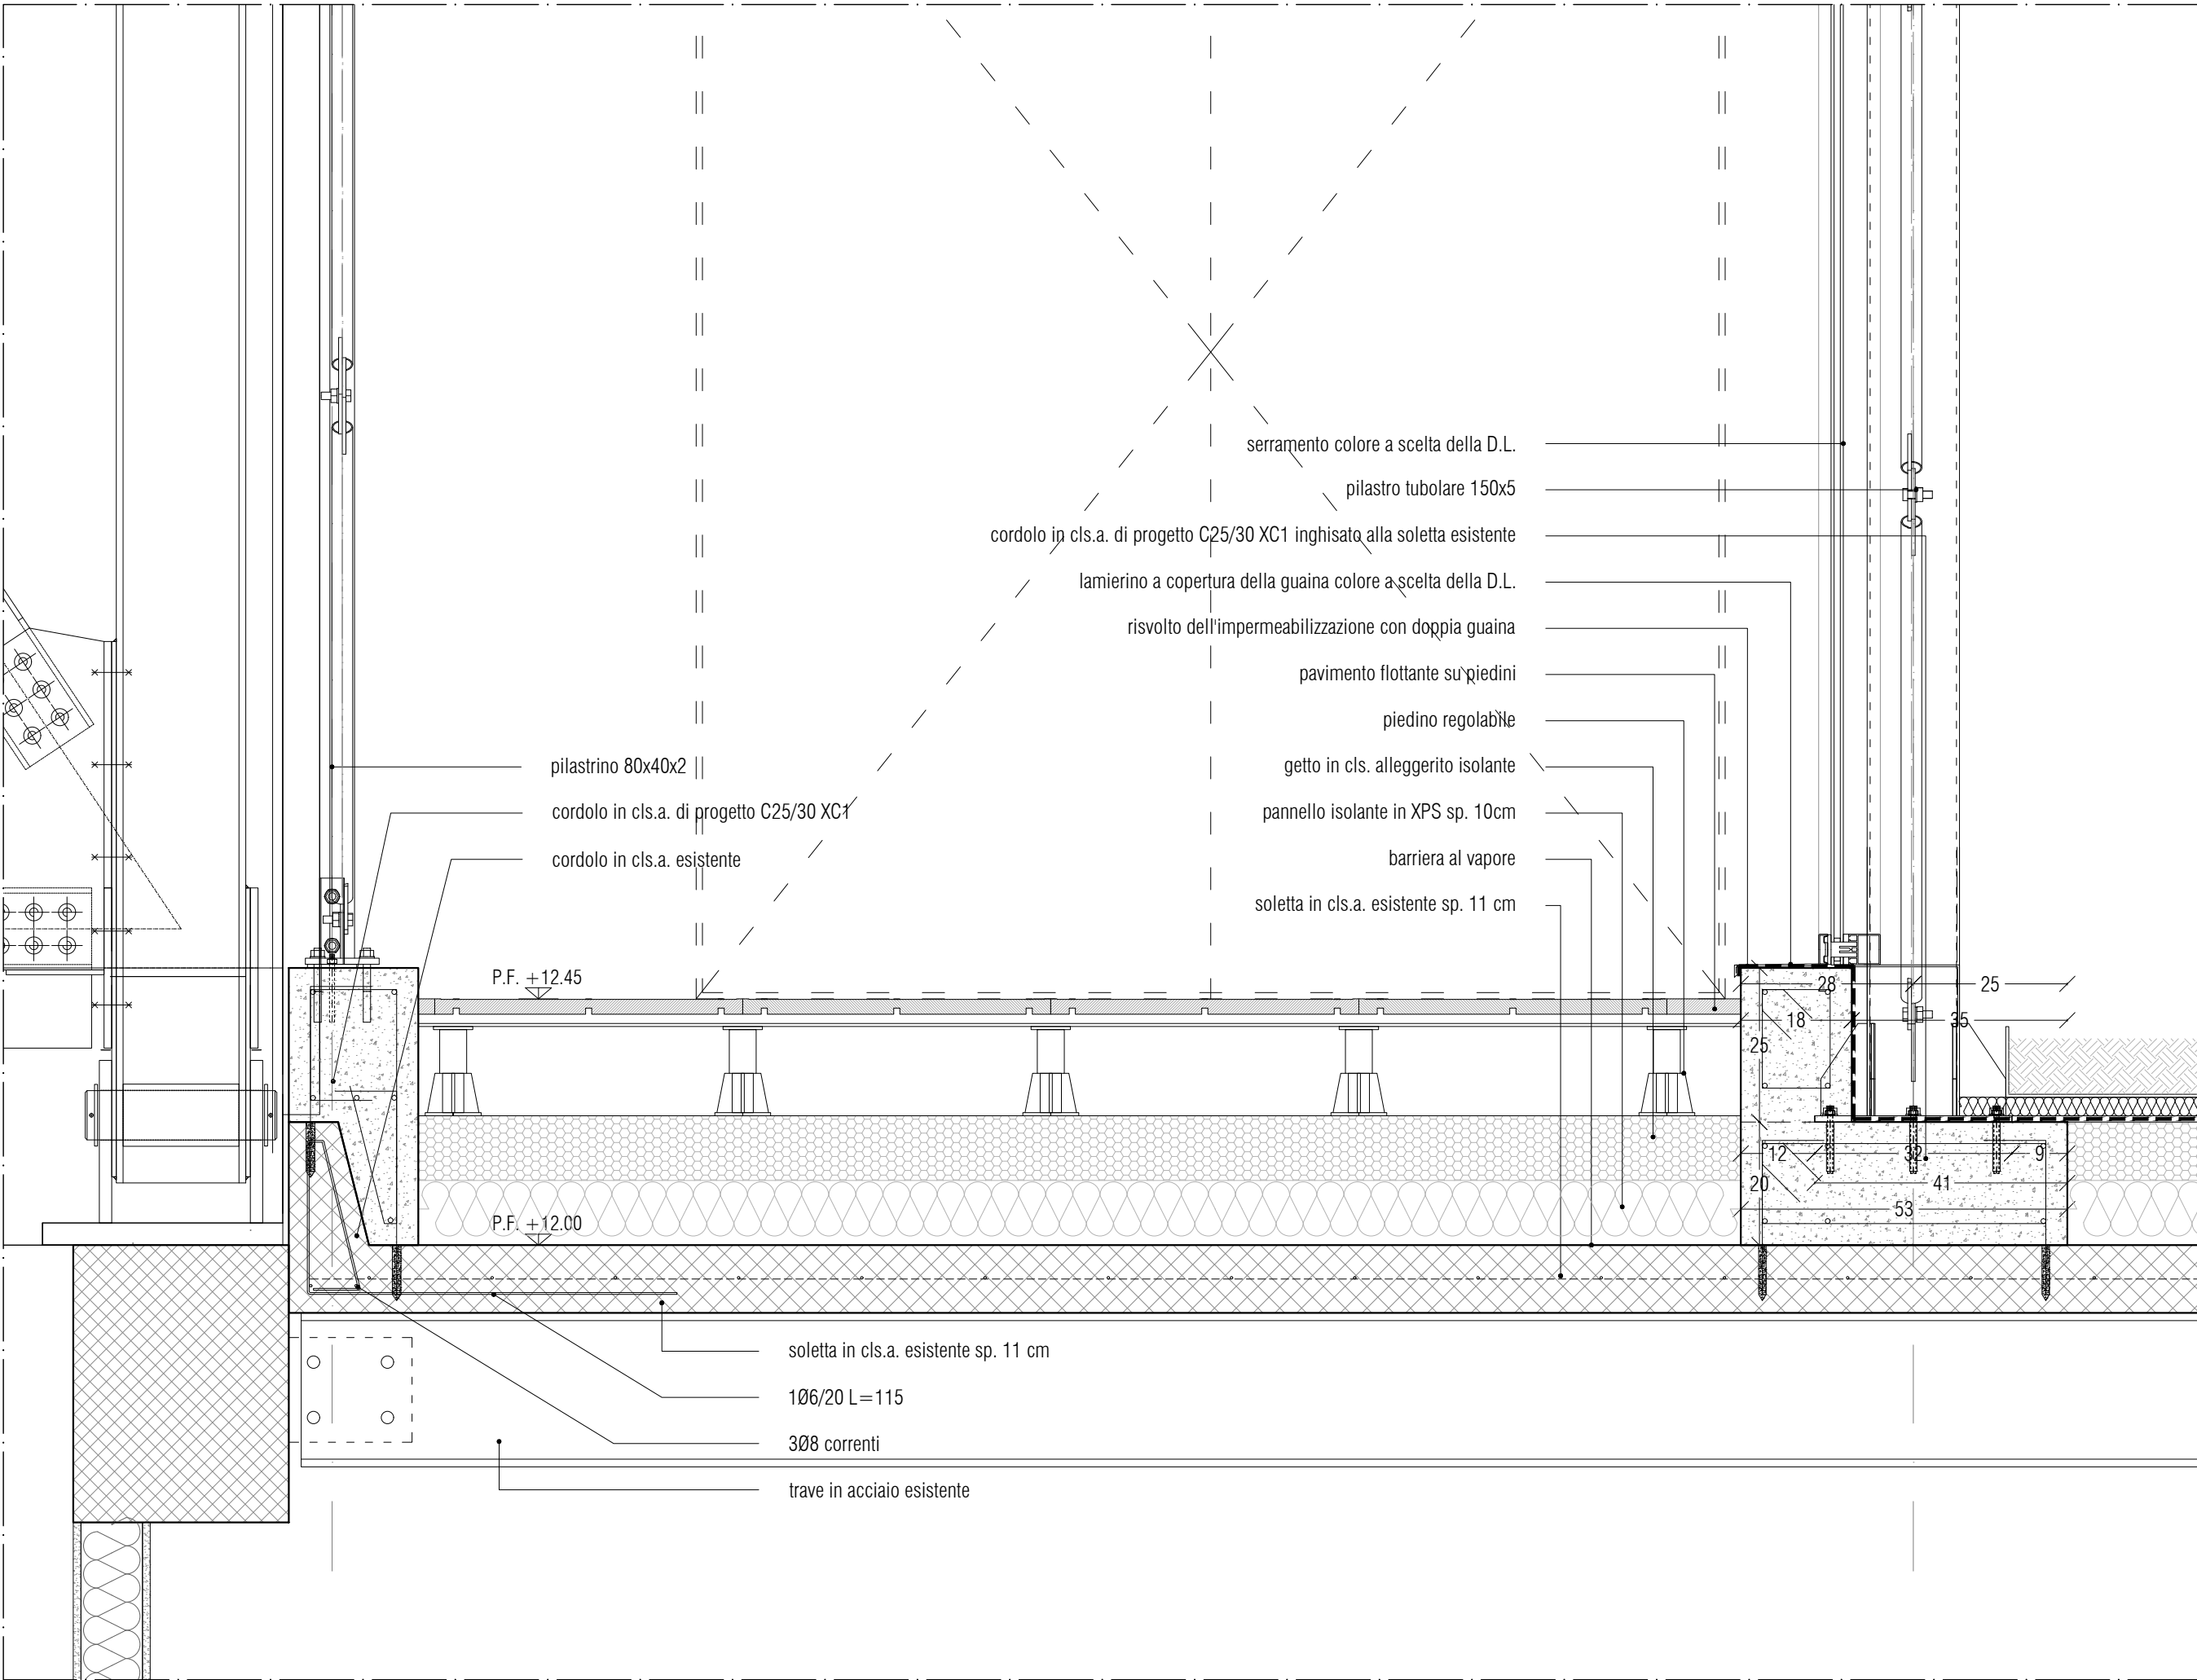 serramento colore a scelta della D.L.
pilastro tubolare 150x5
cordolo in cls.a. di progetto C25/30 XC1 inghisato alla soletta esistente
lamierino a copertura della guaina colore a scelta della D.L.
risvolto dell'impermeabilizzazione con doppia guaina
pavimento flottante su piedini
piedino regolabile
getto in cls. alleggerito isolante
pannello isolante in XPS sp. 10cm
barriera al vapore
soletta in cls.a. esistente sp. 11 cm
pilastrino 80x40x2
cordolo in cls.a. di progetto C25/30 XC1
cordolo in cls.a. esistente
P.F. +12.45
28 25
18 35
25
12 32 9
20 41
53
P.F. +12.00
soletta in cls.a. esistente sp. 11 cm
1Ø6/20 L=115
3Ø8 correnti
trave in acciaio esistente